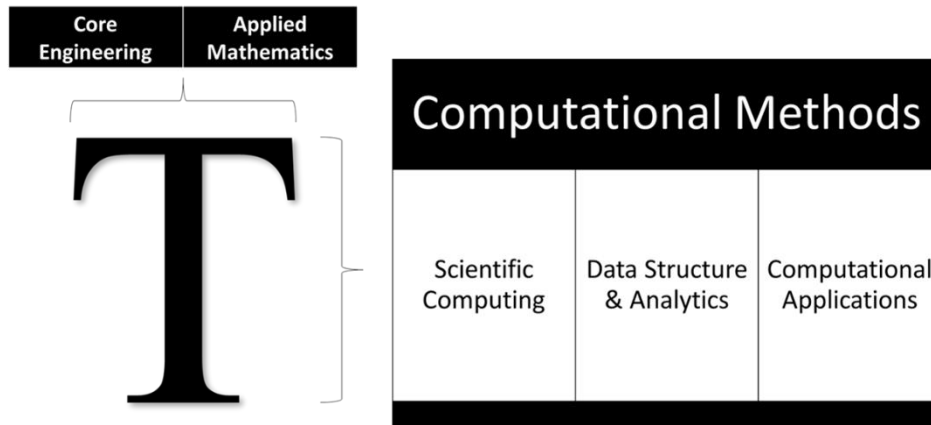 Core
Engineering
Applied
Mathematics
T
Computational Methods
Scientific
Computing
Data Structure
& Analytics
Computational
Applications